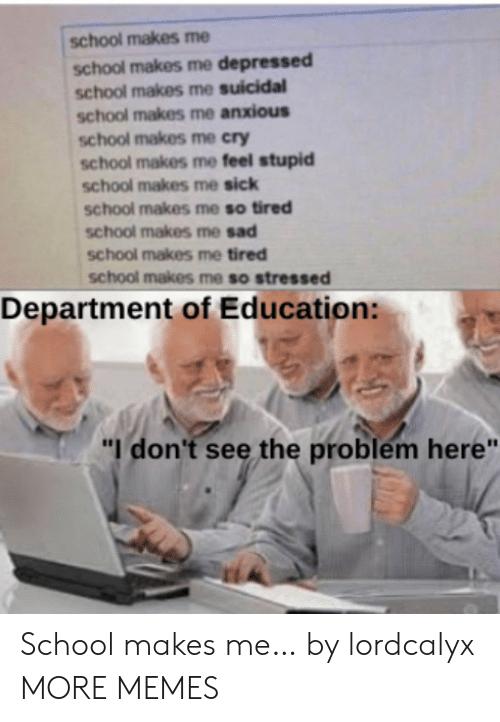 school makes me
school makes me depressed
school makes me suicidal
school makes me anxious
school makes me cry
school makes me feel stupid
school makes me sick
school makes me so tired
school makes me sad
school makes me tired
school makes me so stressed
Department of Education:
"I don't see the problem here"
School makes me... by lordcalyx
MORE MEMES